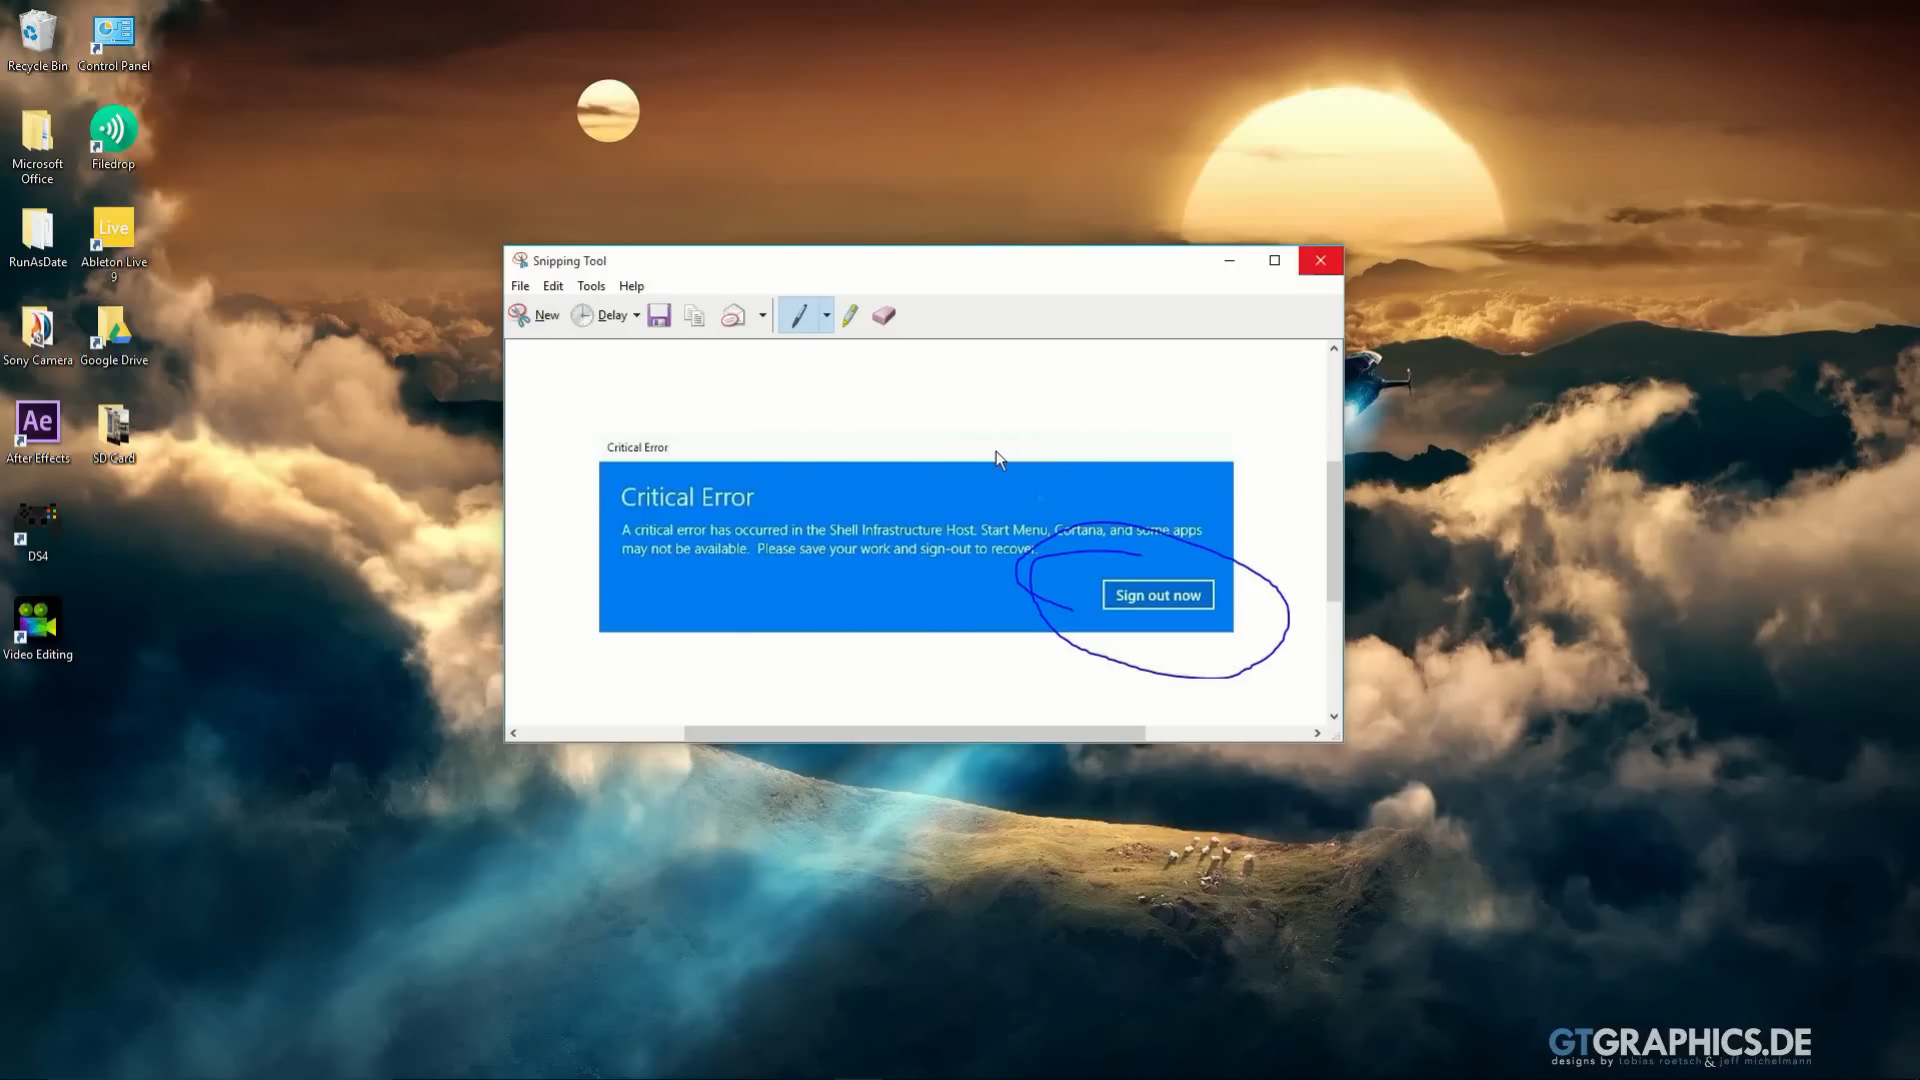 Recycle Bin
Control Panel
Microsoft
Office
Filedrop
RunAsDate
Live
Ableton Live
9
Sony Camera
Google Drive
Ae
After Effects
SD Card
DS4
Video Editing
Snipping Tool
File Edit Tools Help
New Delay
Critical Error
Critical Error
A critical error has occurred in the Shell Infrastructure Host. Start Menu, Cortana, and some apps
may not be available. Please save your work and sign-out to recover.
Sign out now
GTGRAPHICS.DE
designs by tobias roetsch & jeff michelmann